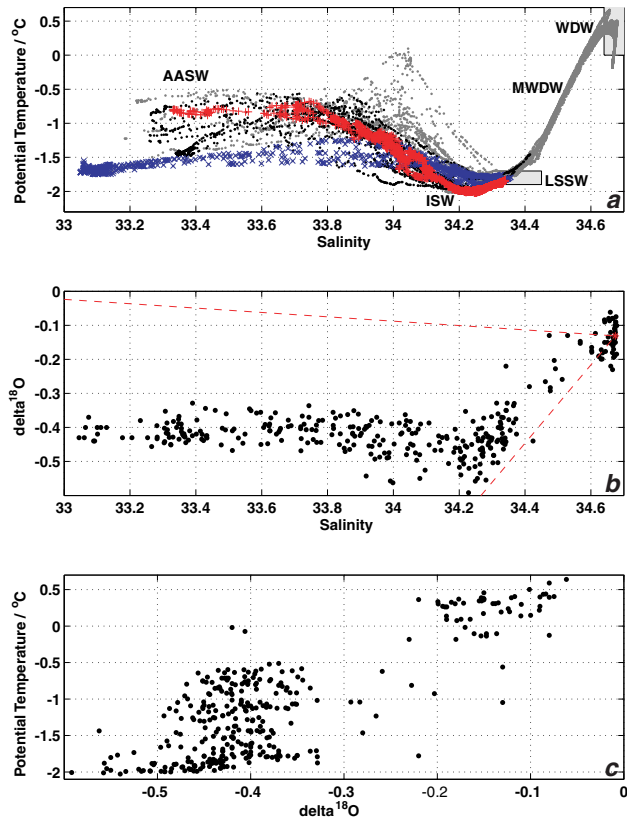 0.5
0
-0.5
-1
-1.5
-2
Potential Temperature / °C
AASW
WDW
MWDW
LSSW
ISW
a
33 33.2 33.4 33.6 33.8 34 34.2 34.4 34.6
Salinity
0
-0.1
-0.2
-0.3
-0.4
-0.5
delta18O
b
33 33.2 33.4 33.6 33.8 34 34.2 34.4 34.6
Salinity
0.5
0
-0.5
-1
-1.5
-2
Potential Temperature / °C
c
-0.5 -0.4 -0.3 -0.2 -0.1 0
delta18O